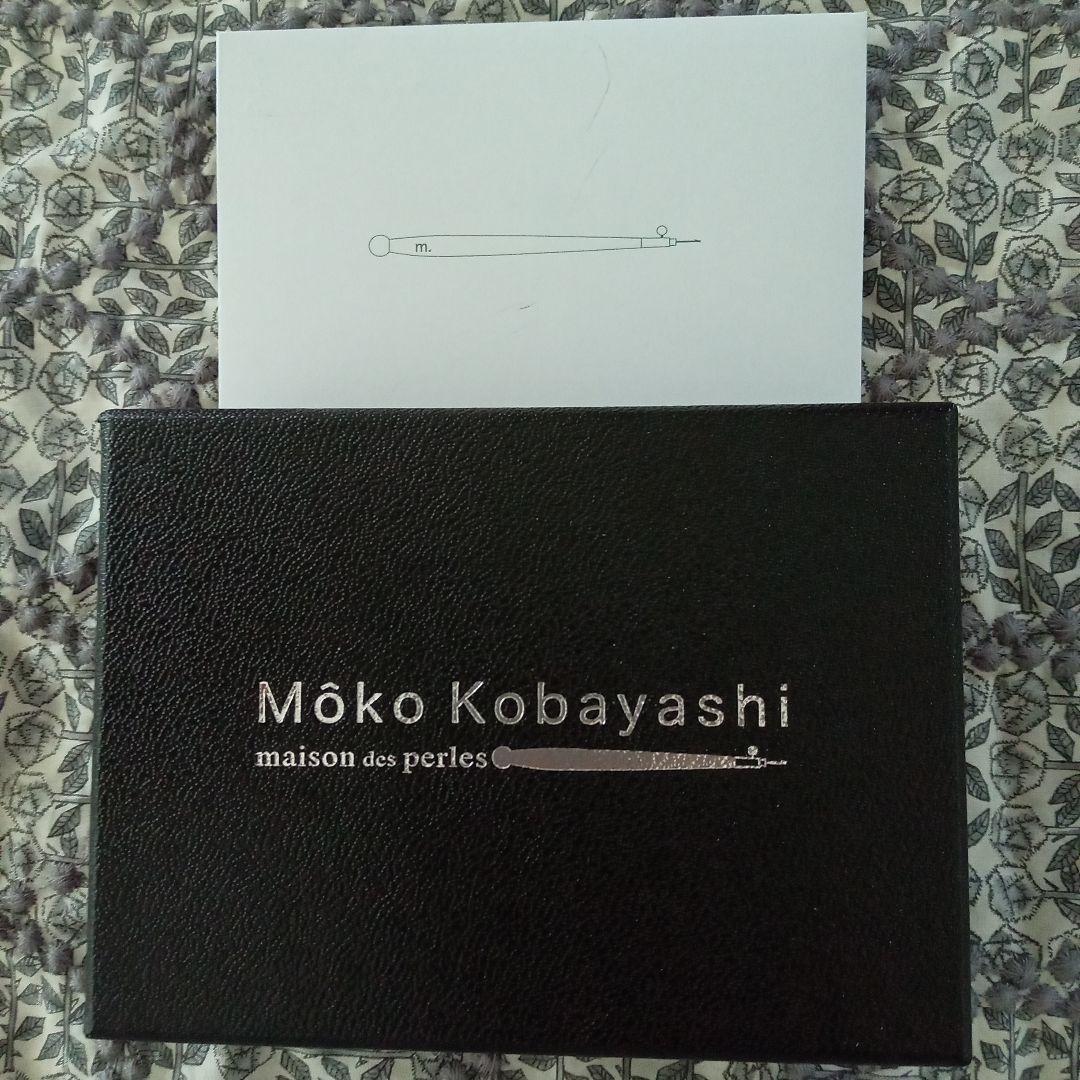 m.
Môko Kobayashi
maison des perles